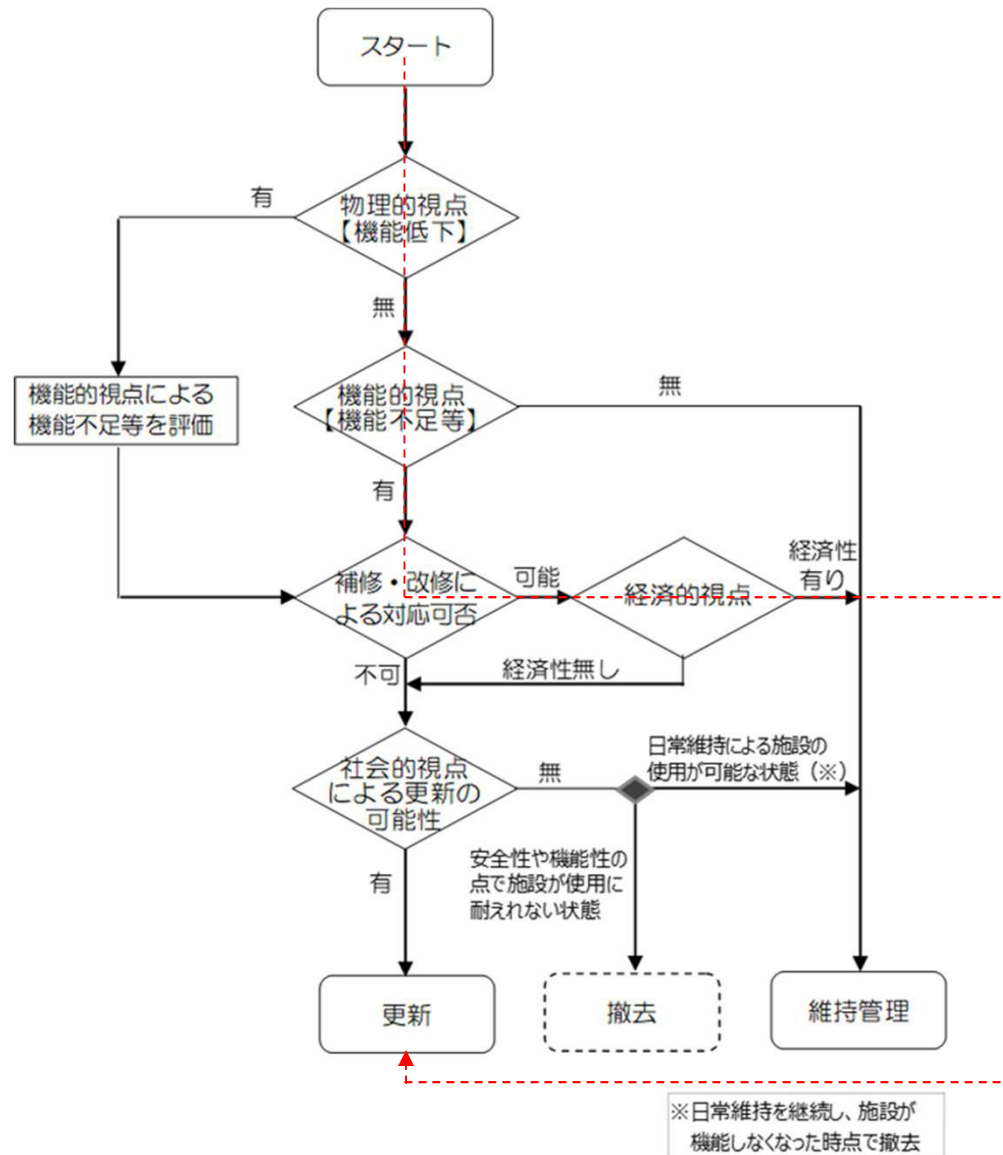 スタート
有
物理的視点
【機能低下】
無
機能的視点による
機能不足等を評価
機能的視点
【機能不足等】
無
有
補修・改修に
よる対応可否
可能
経済的視点
経済性
有り
不可
経済性無し
社会的視点
による更新の
可能性
無
日常維持による施設の
使用が可能な状態（※）
有
安全性や機能性の
点で施設が使用に
耐えれない状態
更新
撤去
維持管理
※日常維持を継続し、施設が
機能しなくなった時点で撤去